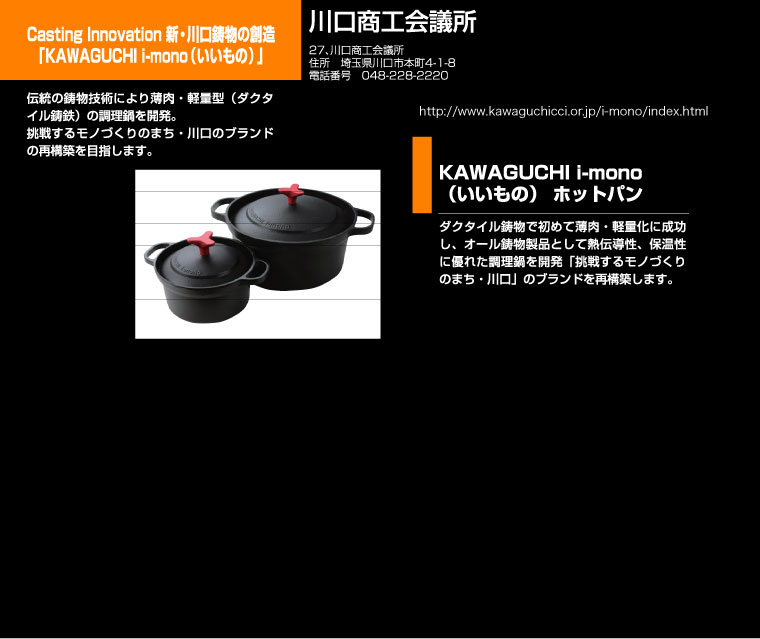 Casting Innovation 新・川口鋳物の創造
「KAWAGUCHI i-mono（いいもの）」
川口商工会議所
27、川口商工会議所
住所　埼玉県川口市本町4-1-8
電話番号　048-228-2220
伝統の鋳物技術により薄肉・軽量型（ダクタ
イル鋳鉄）の調理鍋を開発。
挑戦するモノづくりのまち・川口のブランド
の再構築を目指します。
http://www.kawaguchicci.or.jp/i-mono/index.html
KAWAGUCHI i-mono
（いいもの） ホットパン
ダクタイル鋳物で初めて薄肉・軽量化に成功
し、オール鋳物製品として熱伝導性、保温性
に優れた調理鍋を開発「挑戦するモノづくり
のまち・川口」のブランドを再構築します。